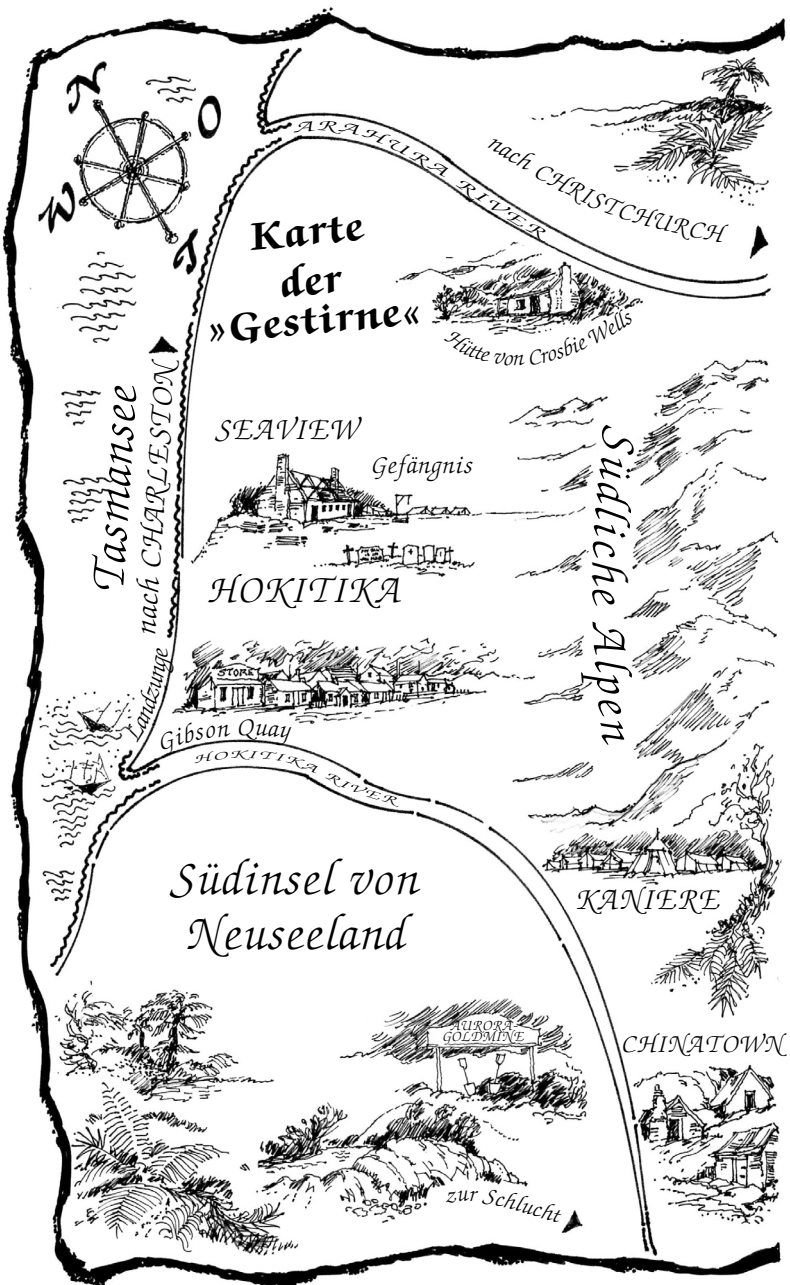 N
O
W
T
ARAHURA RIVER
nach CHRISTCHURCH
Karte
der
»Gestirne«
Hütte von Crosbie Wells
Tasmansee
nach CHARLESTON
SEAVIEW
Gefängnis
Südliche Alpen
HOKITIKA
STORE
Landzunge
Gibson Quay
HOKITIKA RIVER
Südinsel von
Neuseeland
KANIERE
AURORA
GOLDMINE
CHINATOWN
zur Schlucht